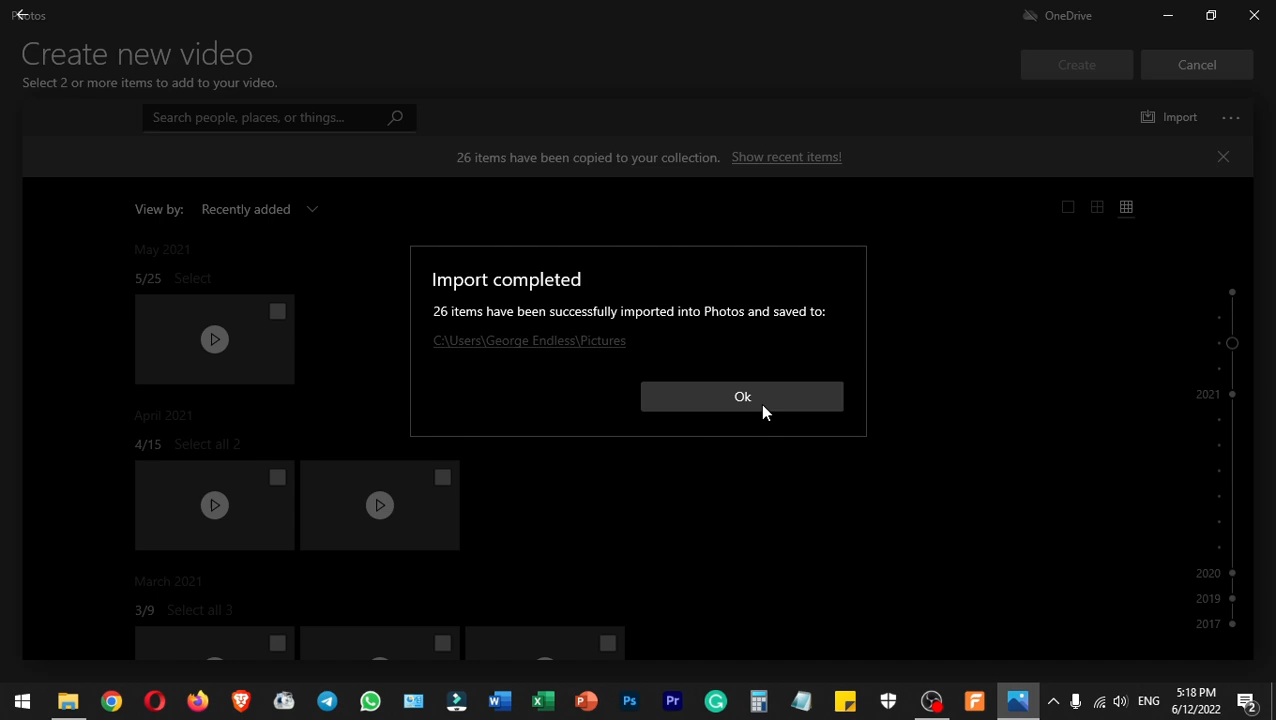 Photos
OneDrive
Create new video
Select 2 or more items to add to your video.
Create
Cancel
Search people, places, or things...
Import
26 items have been copied to your collection. Show recent items!
View by: Recently added
May 2021
5/25 Select
Import completed
26 items have been successfully imported into Photos and saved to:
C:\Users\George Endless\Pictures
Ok
2021
April 2021
4/15 Select all 2
March 2021
3/9 Select all 3
2020
2019
2017
ENG
5:18 PM
6/12/2022
2